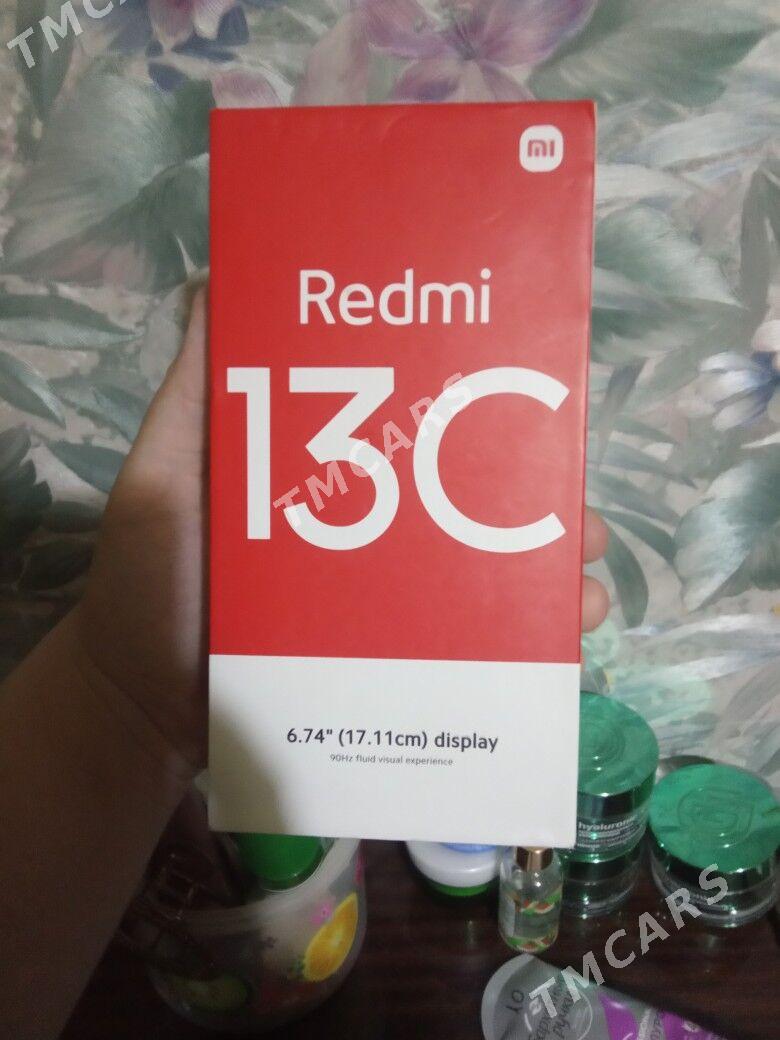 TMCARS
mi
Redmi
13C
TMCARS
6.74" (17.11cm) display
90Hz fluid visual experience
TMCARS